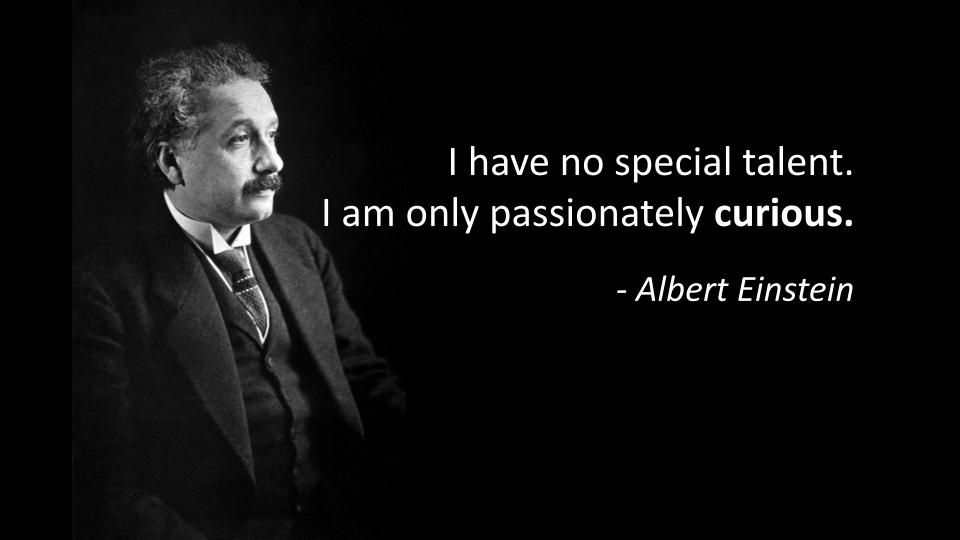 I have no special talent.
I am only passionately curious.
- Albert Einstein